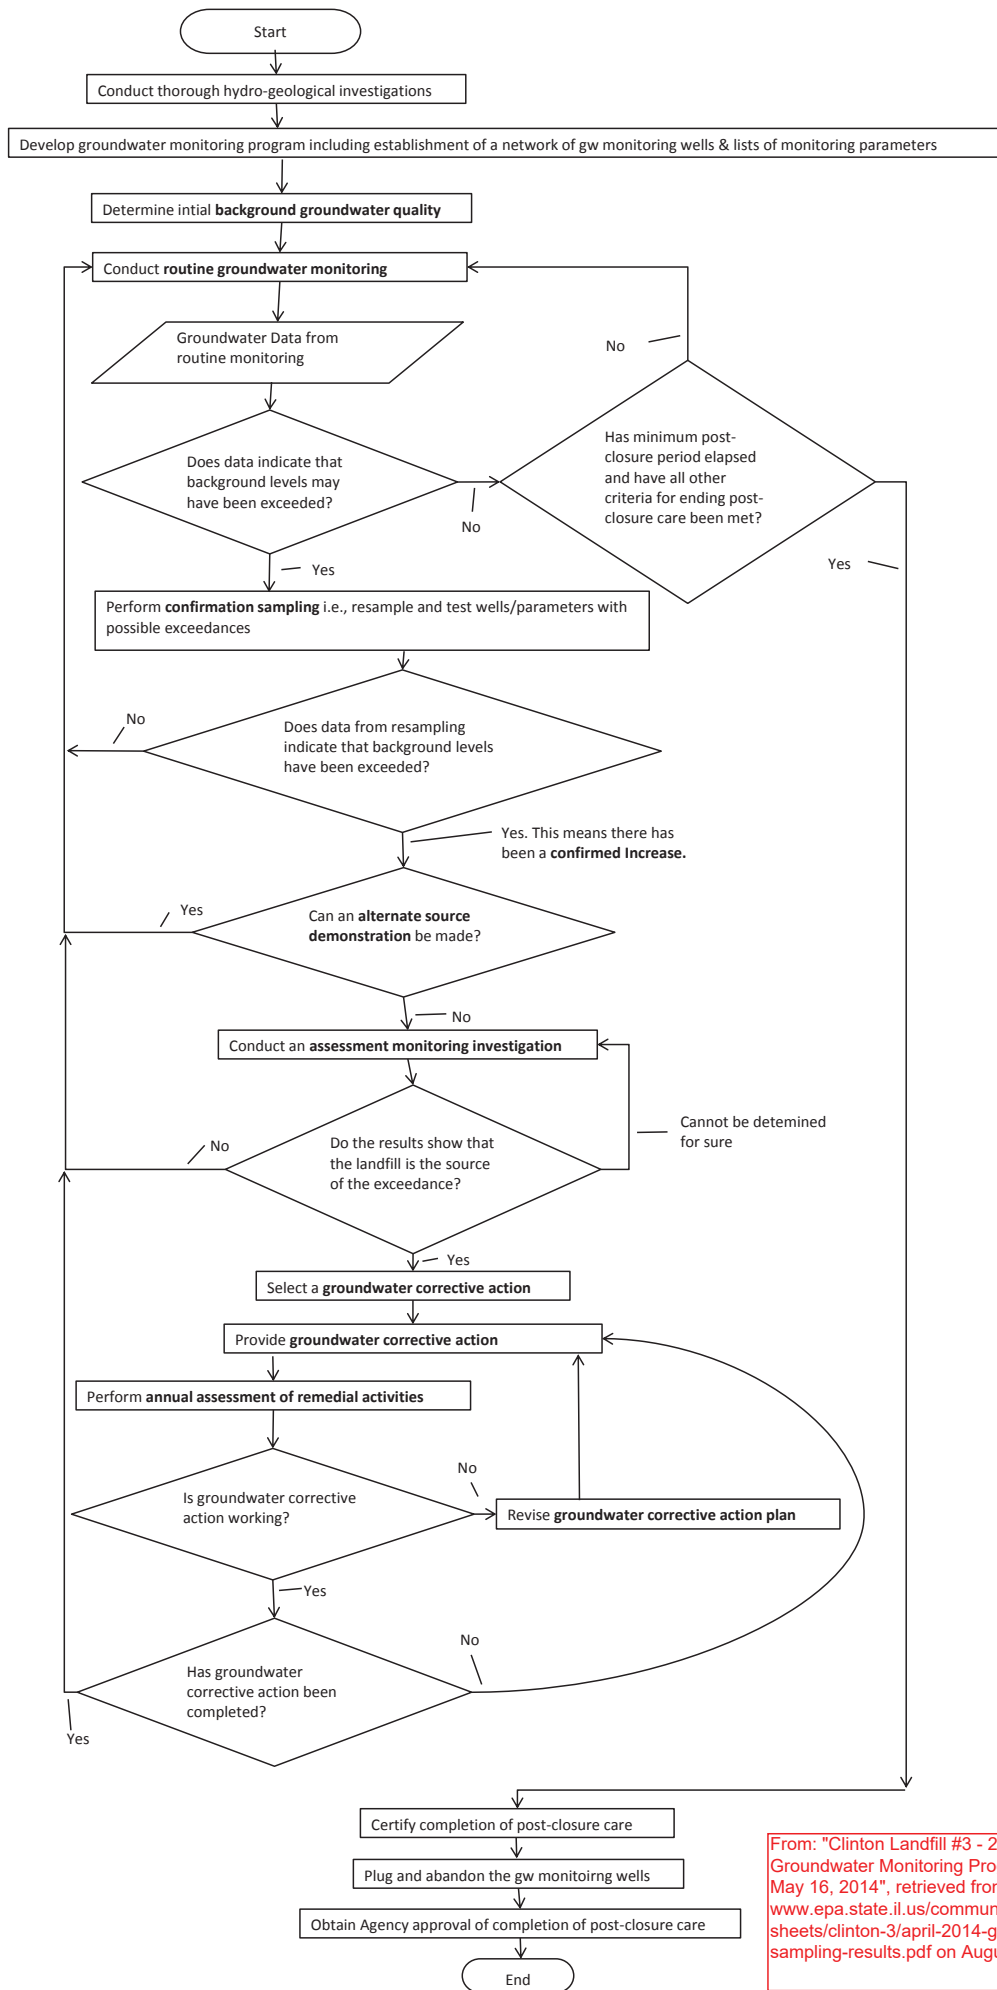 Start
Conduct thorough hydro-geological investigations
Develop groundwater monitoring program including establishment of a network of gw monitoring wells & lists of monitoring parameters
Determine intial background groundwater quality
Conduct routine groundwater monitoring
Groundwater Data from
routine monitoring
No
Does data indicate that
background levels may
have been exceeded?
No
Has minimum post-
closure period elapsed
and have all other
criteria for ending post-
closure care been met?
Yes
Yes
Perform confirmation sampling i.e., resample and test wells/parameters with
possible exceedances
No
Does data from resampling
indicate that background levels
have been exceeded?
Yes. This means there has
been a confirmed Increase.
Yes
Can an alternate source
demonstration be made?
No
Conduct an assessment monitoring investigation
No
Do the results show that
the landfill is the source
of the exceedance?
Cannot be detemined
for sure
Yes
Select a groundwater corrective action
Provide groundwater corrective action
Perform annual assessment of remedial activities
Is groundwater corrective
action working?
No
Revise groundwater corrective action plan
Yes
Has groundwater
corrective action been
completed?
No
Yes
Certify completion of post-closure care
Plug and abandon the gw monitoirng wells
Obtain Agency approval of completion of post-closure care
End
From: "Clinton Landfill #3 - 2
Groundwater Monitoring Pro
May 16, 2014", retrieved from
www.epa.state.il.us/commun
sheets/clinton-3/april-2014-g
sampling-results.pdf on Augu